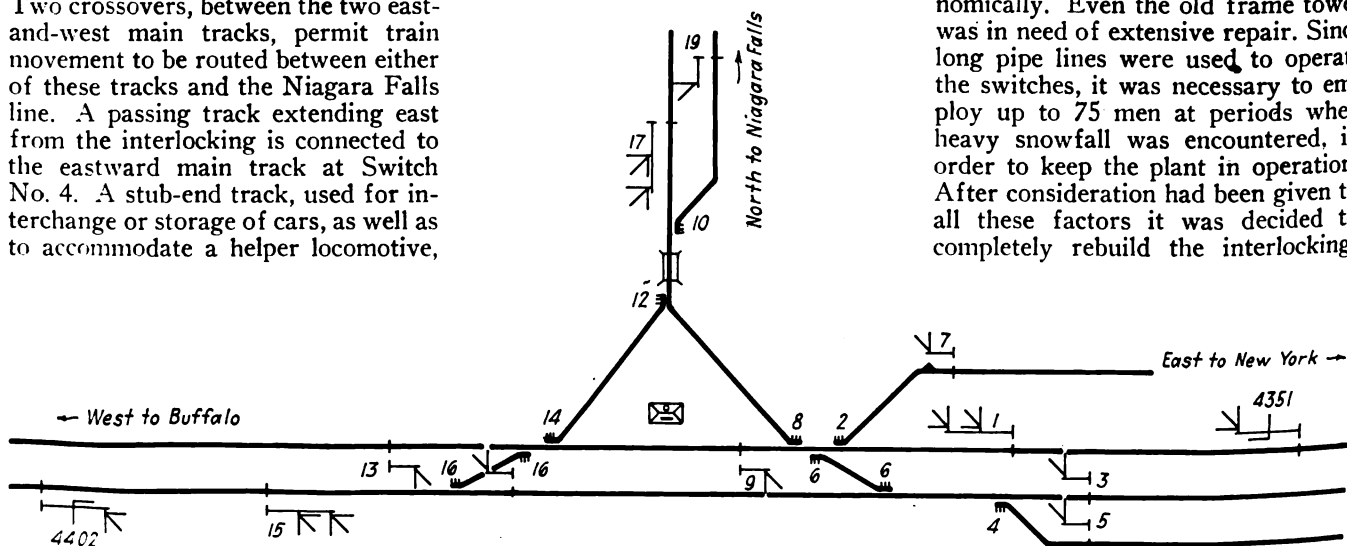 Two crossovers, between the two east-
and-west main tracks, permit train
movement to be routed between either
of these tracks and the Niagara Falls
line. A passing track extending east
from the interlocking is connected to
the eastward main track at Switch
No. 4. A stub-end track, used for in-
terchange or storage of cars, as well as
to accommodate a helper locomotive,
nomically. Even the old frame towe
was in need of extensive repair. Sinc
long pipe lines were used to operat
the switches, it was necessary to em
ploy up to 75 men at periods whe
heavy snowfall was encountered, i
order to keep the plant in operation
After consideration had been given t
all these factors it was decided t
completely rebuild the interlocking
19
North to Niagara Falls
17
10
12
7
East to New York
4351
West to Buffalo
14
8
2
1
13
16
16
6
6
9
3
4402
15
4
5